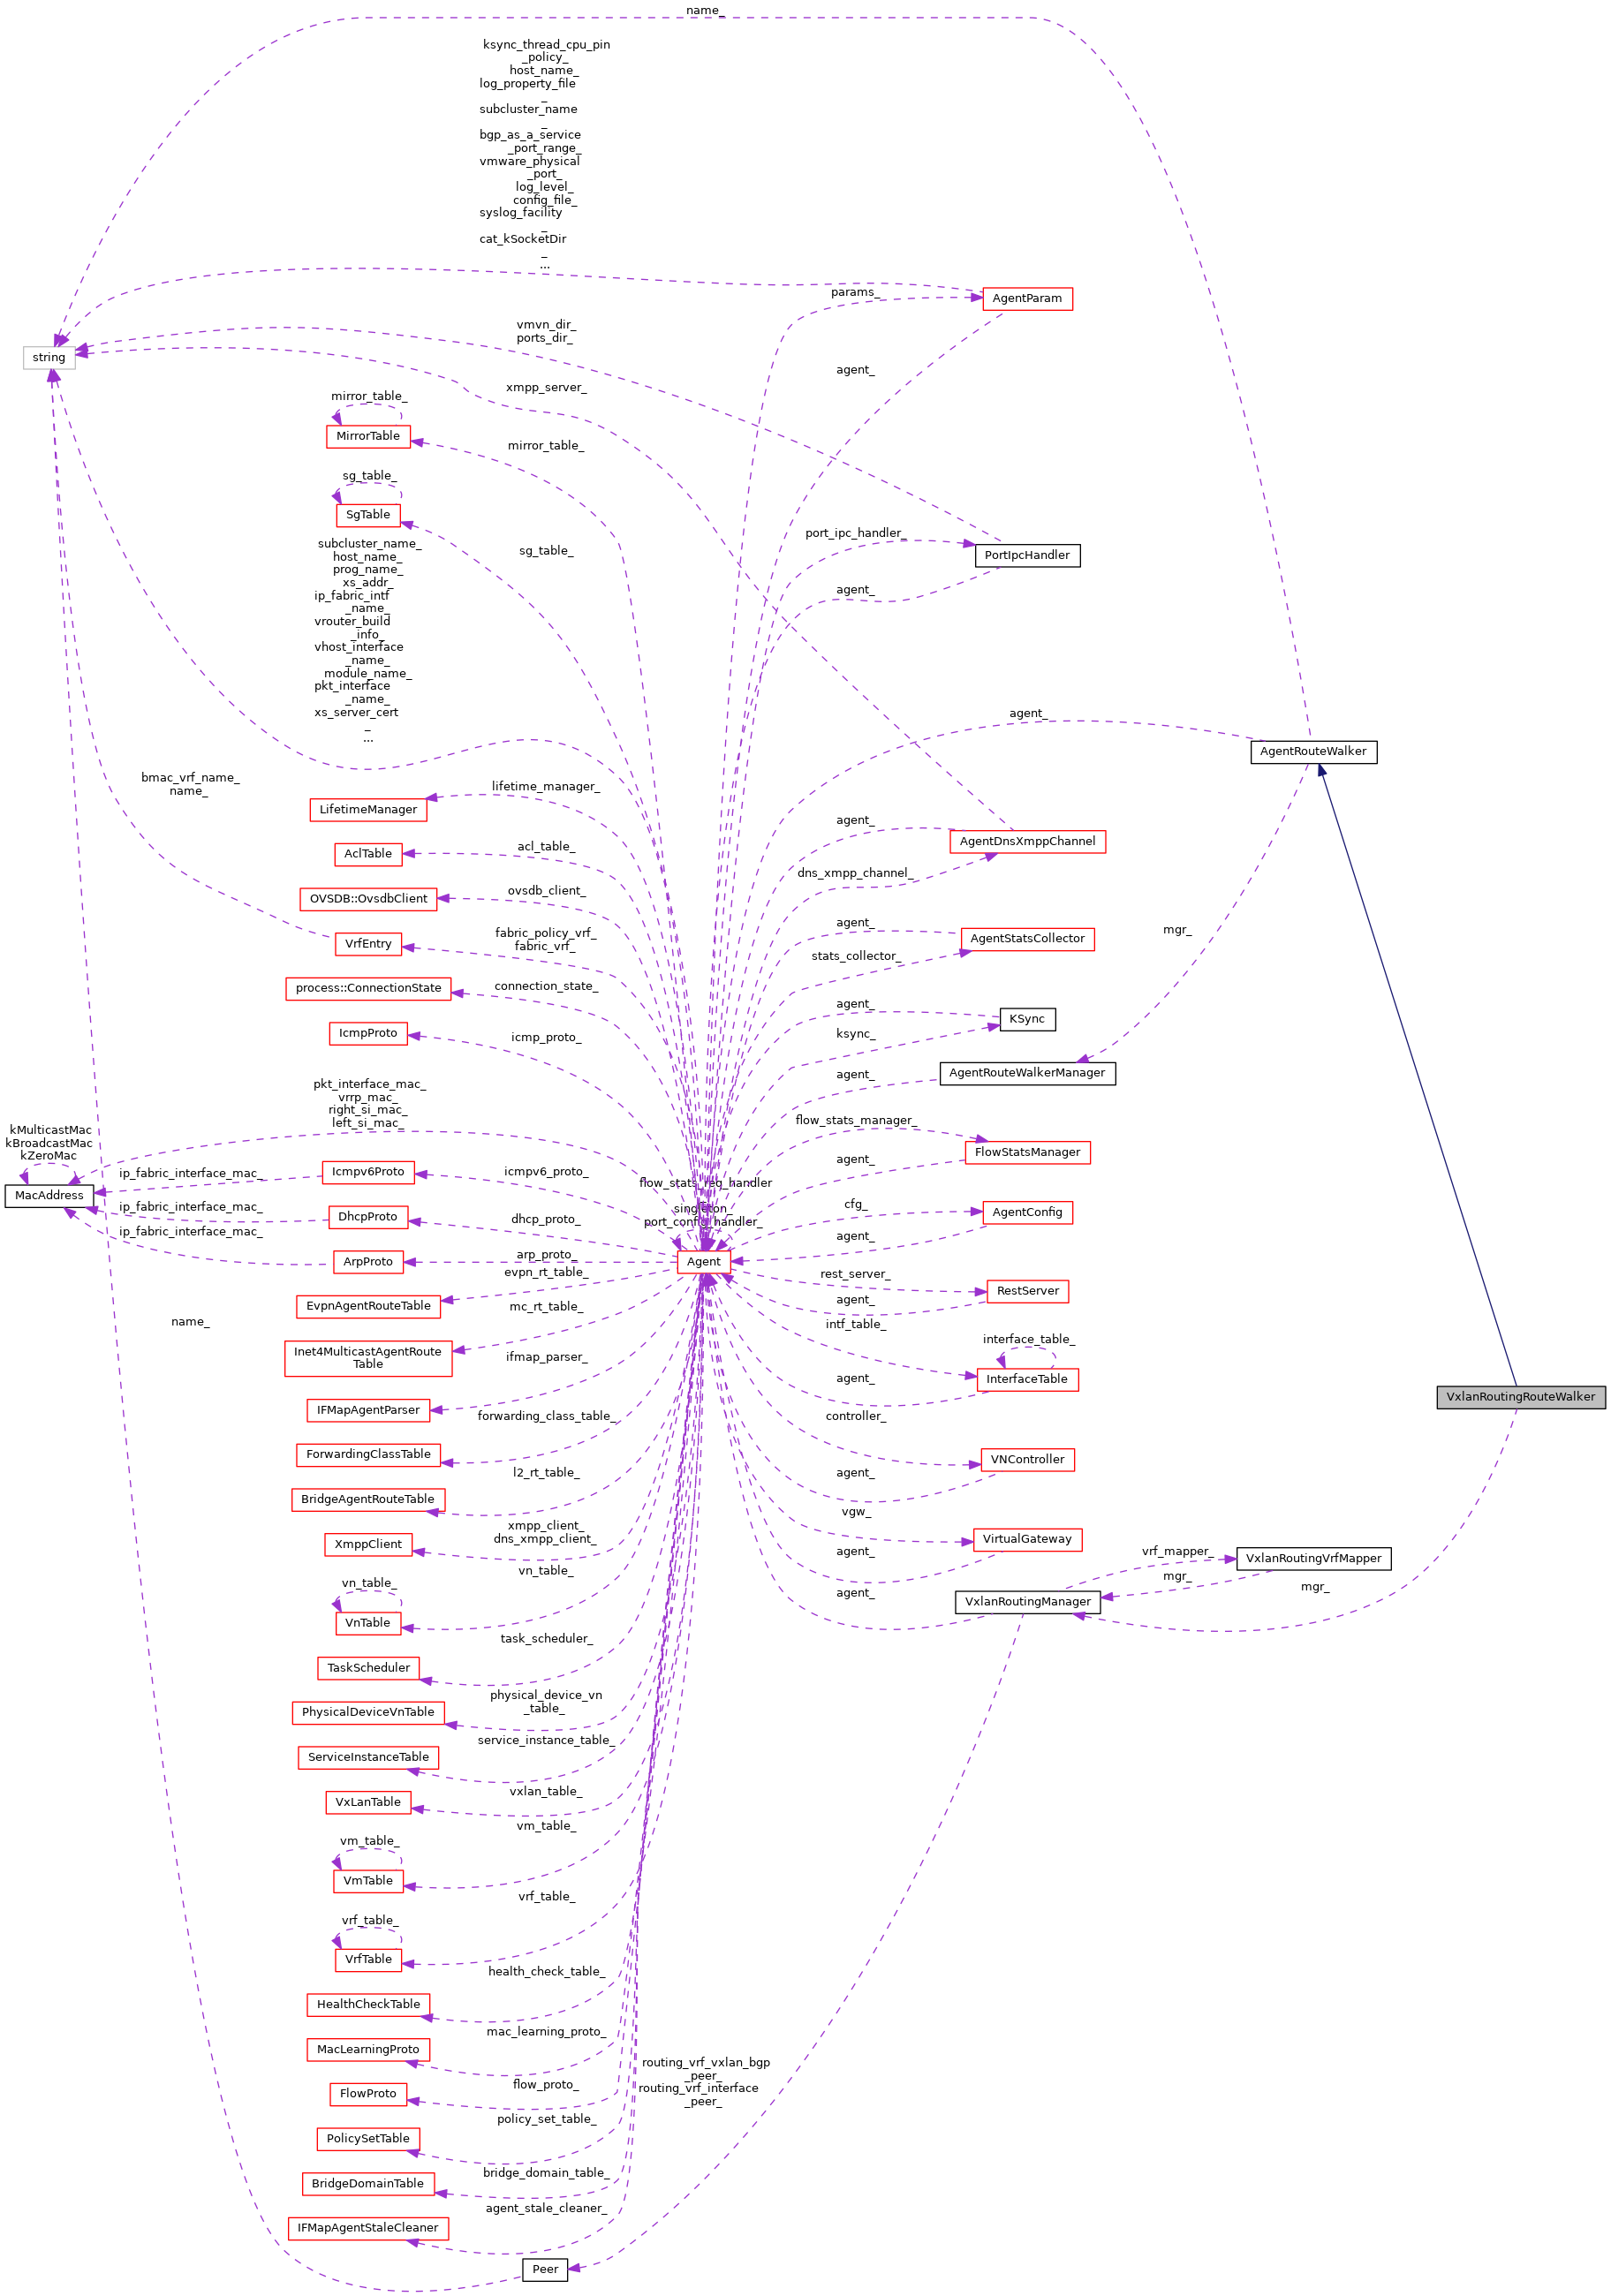 name_
ksync_thread_cpu_pin
_policy_
host_name_
log_property_file
_
subcluster_name
_
bgp_as_a_service
_port_range_
vmware_physical
_port_
log_level_
config_file_
syslog_facility
_
cat_kSocketDir
_
...
params_
AgentParam
vmvn_dir_
ports_dir_
string
agent_
xmpp_server_
mirror_table_
MirrorTable
mirror_table_
sg_table_
SgTable
port_ipc_handler_
sg_table_
PortIpcHandler
agent_
subcluster_name_
host_name_
prog_name_
xs_addr_
ip_fabric_intf
_name_
vrouter_build
_info_
vhost_interface
_name_
module_name_
pkt_interface
_name_
xs_server_cert
_
...
agent_
AgentRouteWalker
bmac_vrf_name_
name_
lifetime_manager_
LifetimeManager
agent_
AgentDnsXmppChannel
acl_table_
AclTable
dns_xmpp_channel_
ovsdb_client_
OVSDB::OvsdbClient
agent_
mgr_
fabric_policy_vrf_
fabric_vrf_
VrfEntry
AgentStatsCollector
stats_collector_
connection_state_
process::ConnectionState
agent_
KSync
icmp_proto_
IcmpProto
ksync_
agent_
AgentRouteWalkerManager
pkt_interface_mac_
vrrp_mac_
right_si_mac_
left_si_mac_
flow_stats_manager_
kMulticastMac
kBroadcastMac
kZeroMac
FlowStatsManager
agent_
ip_fabric_interface_mac_
Icmpv6Proto
icmpv6_proto_
flow_stats_req_handler
_
singleton_
port_config_handler_
MacAddress
ip_fabric_interface_mac_
DhcpProto
dhcp_proto_
cfg_
AgentConfig
ip_fabric_interface_mac_
agent_
ArpProto
arp_proto_
Agent
evpn_rt_table_
rest_server_
RestServer
EvpnAgentRouteTable
agent_
mc_rt_table_
name_
intf_table_
interface_table_
Inet4MulticastAgentRoute
Table
ifmap_parser_
agent_
InterfaceTable
VxlanRoutingRouteWalker
IFMapAgentParser
forwarding_class_table_
controller_
ForwardingClassTable
VNController
l2_rt_table_
agent_
BridgeAgentRouteTable
vgw_
xmpp_client_
dns_xmpp_client_
XmppClient
VirtualGateway
agent_
vrf_mapper_
VxlanRoutingVrfMapper
vn_table_
vn_table_
mgr_
mgr_
agent_
VxlanRoutingManager
VnTable
task_scheduler_
TaskScheduler
physical_device_vn
_table_
PhysicalDeviceVnTable
service_instance_table_
ServiceInstanceTable
vxlan_table_
VxLanTable
vm_table_
vm_table_
VmTable
vrf_table_
vrf_table_
VrfTable
health_check_table_
HealthCheckTable
mac_learning_proto_
MacLearningProto
routing_vrf_vxlan_bgp
_peer_
routing_vrf_interface
_peer_
flow_proto_
FlowProto
policy_set_table_
PolicySetTable
bridge_domain_table_
BridgeDomainTable
agent_stale_cleaner_
IFMapAgentStaleCleaner
Peer